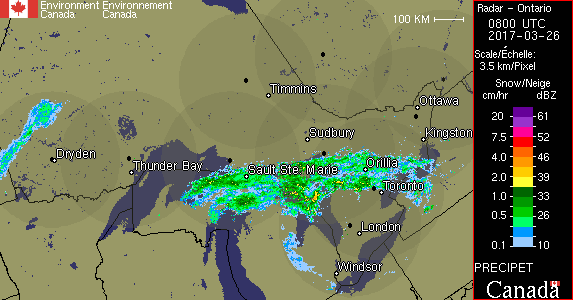 Environment Environnement
Canada Canada
100 KM
Timmins
Ottawa
Sudbury
Kingston
Dryden
Thunder Bay
Sault Ste. Marie
Orillia
Toronto
London
Windsor
Radar - Ontario
0800 UTC
2017-03-26
Scale/Échelle:
3.5 km/Pixel
Snow/Neige
cm/hr dBZ
20 61
7.5 52
4.0 46
2.0 39
1.0 33
0.5 26
0.1 10
PRECIPET
Canada